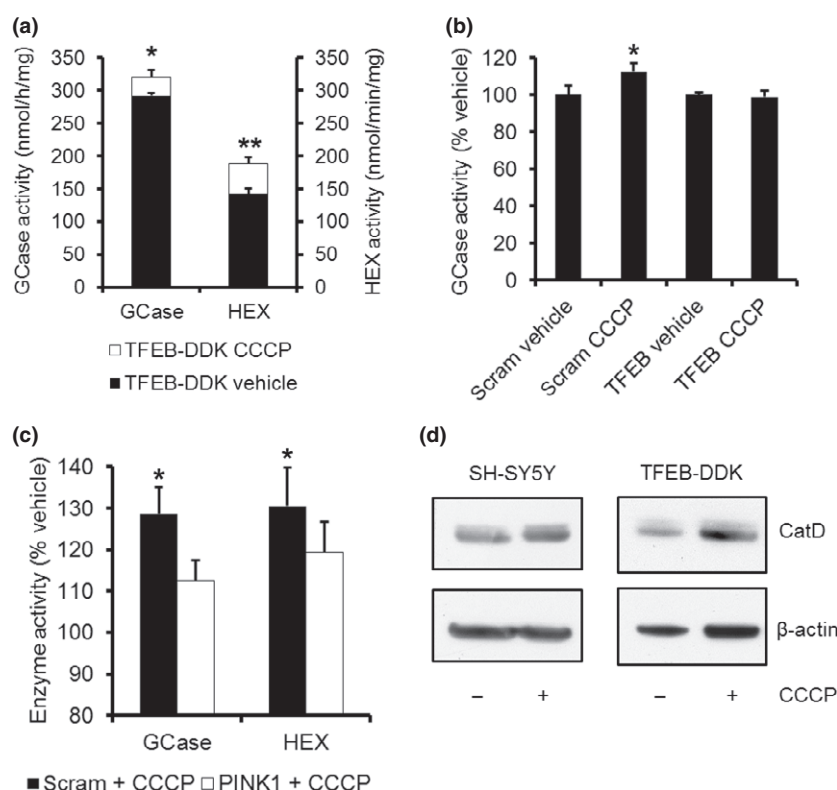 (a)
GCase activity (nmol/h/mg)
350
300
250
200
150
100
50
0
*
**
GCase HEX
350
300
250
200
150
100
50
0
HEX activity (nmol/min/mg)
□ TFEB-DDK CCCP
■ TFEB-DDK vehicle
(b)
GCase activity (% vehicle)
120
100
80
60
40
20
0
*
Scram vehicle
Scram CCCP
TFEB vehicle
TFEB CCCP
(c)
Enzyme activity (% vehicle)
140
130
120
110
100
90
80
*
*
GCase HEX
■ Scram + CCCP □ PINK1 + CCCP
(d)
SH-SY5Y TFEB-DDK
CatD
β-actin
– + – + CCCP